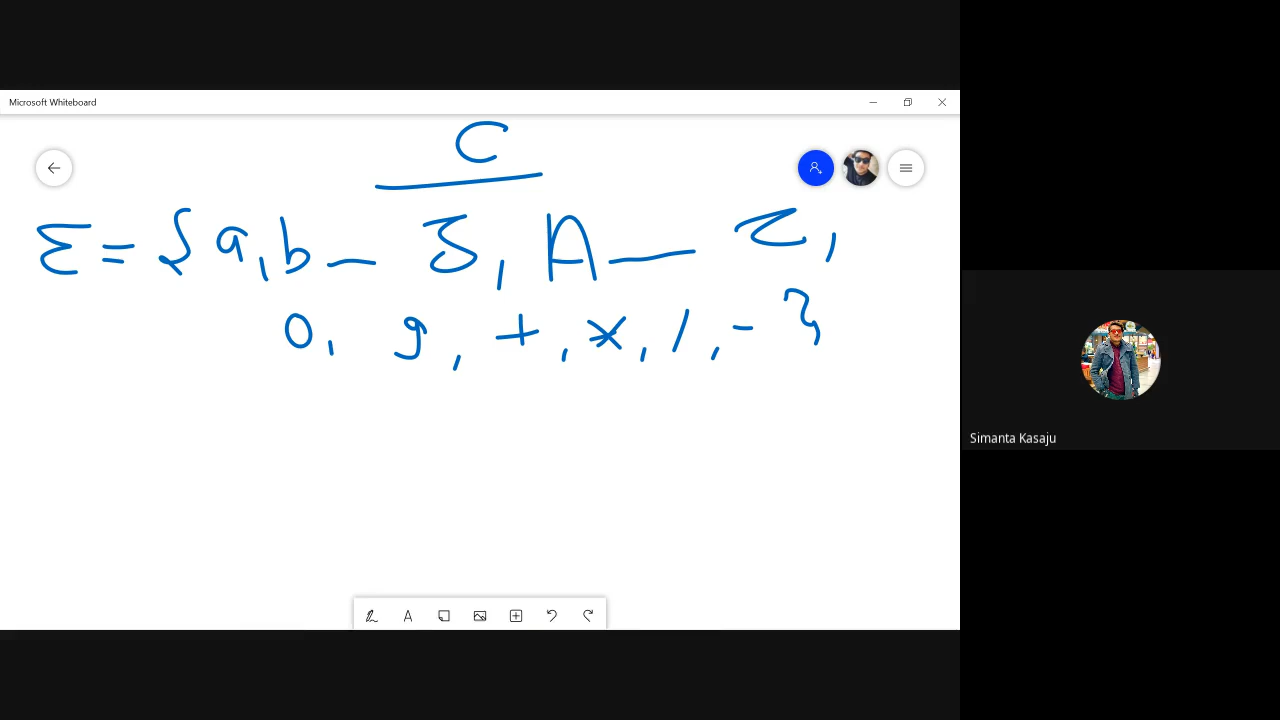 Microsoft Whiteboard
C
Σ = { a, b — z, A — Z,
0, 9, +, *, /, - }
A
Simanta Kasaju